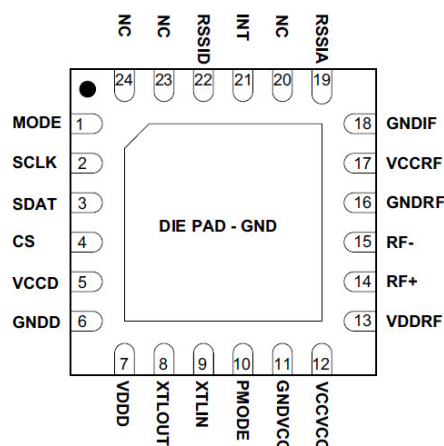 NC NC RSSID INT NC RSSIA
24 23 22 21 20 19
MODE 1
SCLK 2
SDAT 3
CS 4
VCCD 5
GNDD 6
18 GNDIF
17 VCCRF
16 GNDRF
15 RF-
14 RF+
13 VDDRF
DIE PAD - GND
7 8 9 10 11 12
VDDD XTLOUT XTLIN PMODE GNDVCO VCCVCO